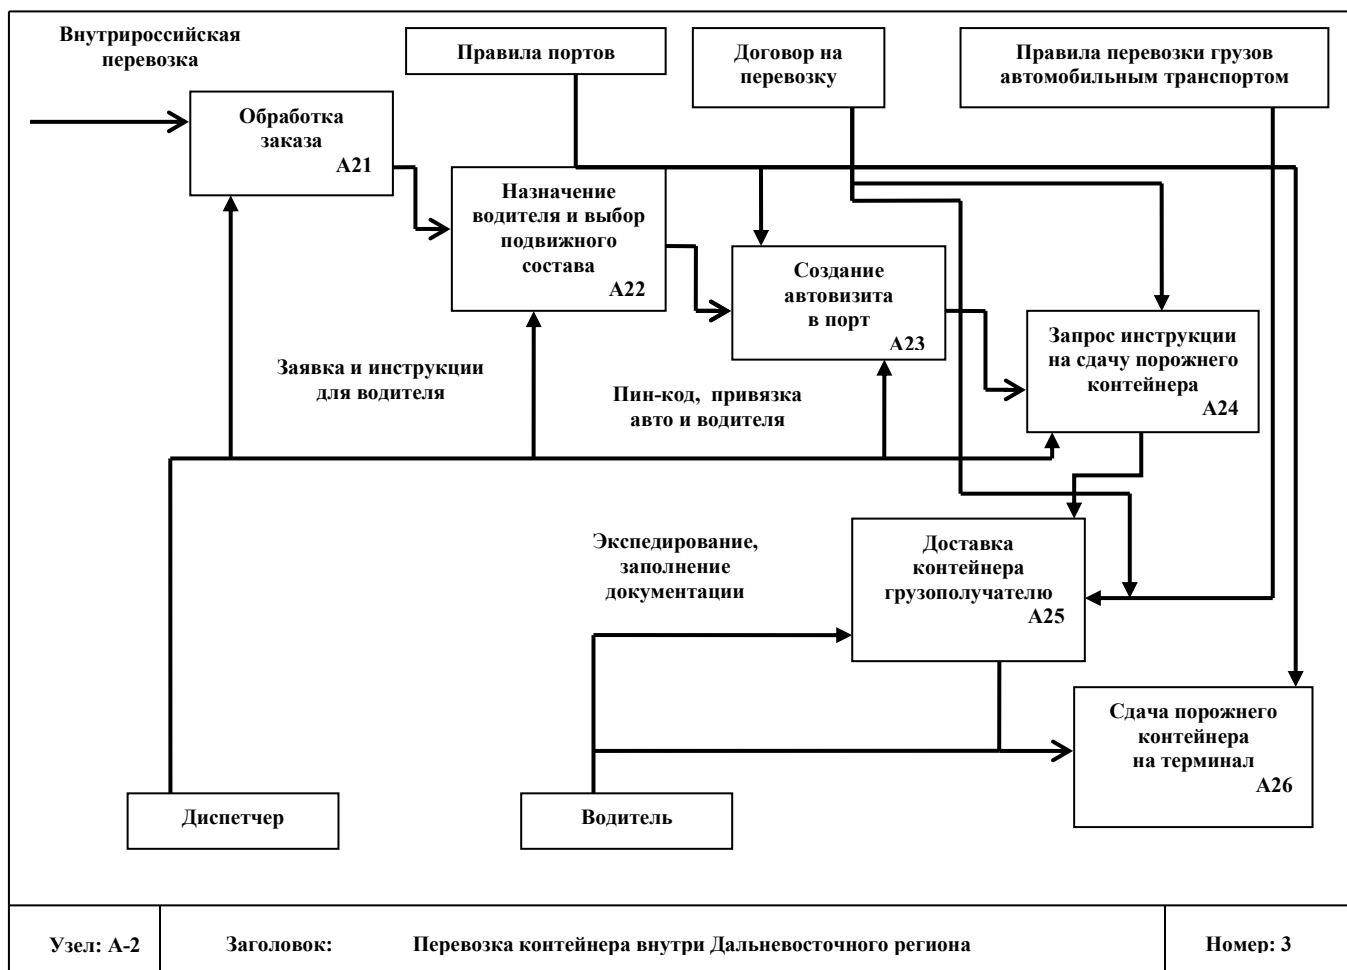 Внутрироссийская
перевозка
Правила портов
Договор на
перевозку
Правила перевозки грузов
автомобильным транспортом
Обработка
заказа
А21
Назначение
водителя и выбор
подвижного
состава
А22
Создание
автовизита
в порт
А23
Запрос инструкции
на сдачу порожнего
контейнера
А24
Заявка и инструкции
для водителя
Пин-код, привязка
авто и водителя
Экспедирование,
заполнение
документации
Доставка
контейнера
грузополучателю
А25
Сдача порожнего
контейнера
на терминал
А26
Диспетчер
Водитель
Узел: А-2
Заголовок: Перевозка контейнера внутри Дальневосточного региона
Номер: 3